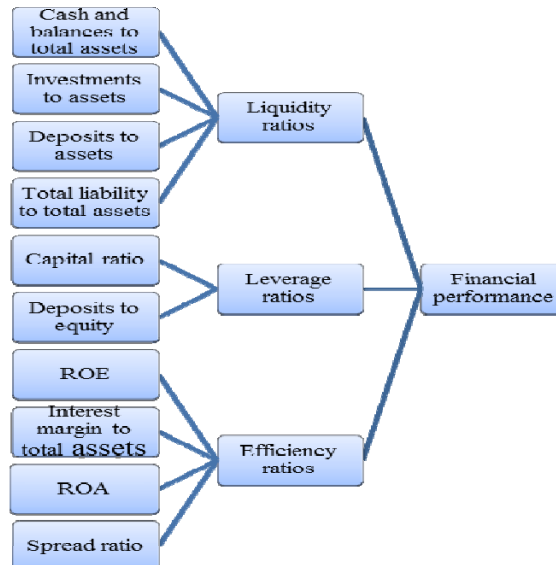 Cash and
balances to
total assets
Investments
to assets
Deposits to
assets
Total liability
to total assets
Capital ratio
Deposits to
equity
ROE
Interest
margin to
total assets
ROA
Spread ratio
Liquidity
ratios
Leverage
ratios
Efficiency
ratios
Financial
performance